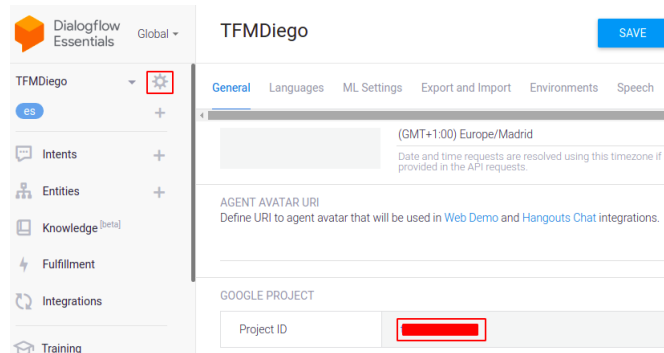 Dialogflow
Essentials
Global
TFMDiego
SAVE
TFMDiego
General Languages ML Settings Export and Import Environments Speech
es
(GMT+1:00) Europe/Madrid
Date and time requests are resolved using this timezone if
provided in the API requests.
Intents
Entities
Knowledge [beta]
Fulfillment
Integrations
Training
AGENT AVATAR URI
Define URI to agent avatar that will be used in Web Demo and Hangouts Chat integrations.
GOOGLE PROJECT
Project ID